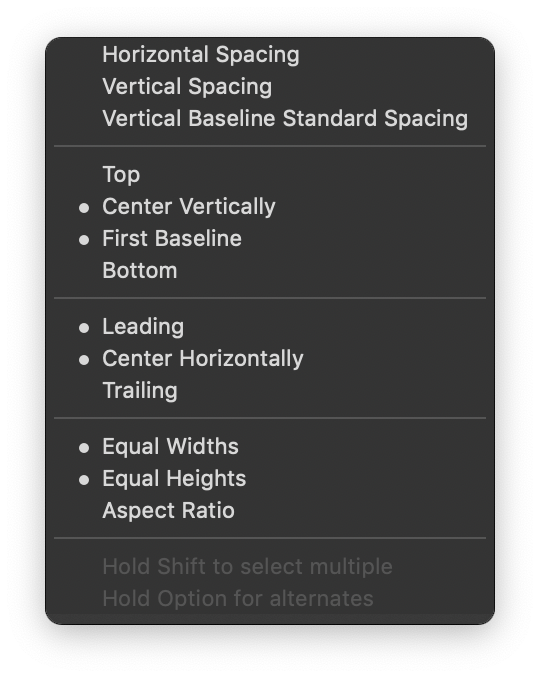 Horizontal Spacing
Vertical Spacing
Vertical Baseline Standard Spacing
Top
Center Vertically
First Baseline
Bottom
Leading
Center Horizontally
Trailing
Equal Widths
Equal Heights
Aspect Ratio
Hold Shift to select multiple
Hold Option for alternates